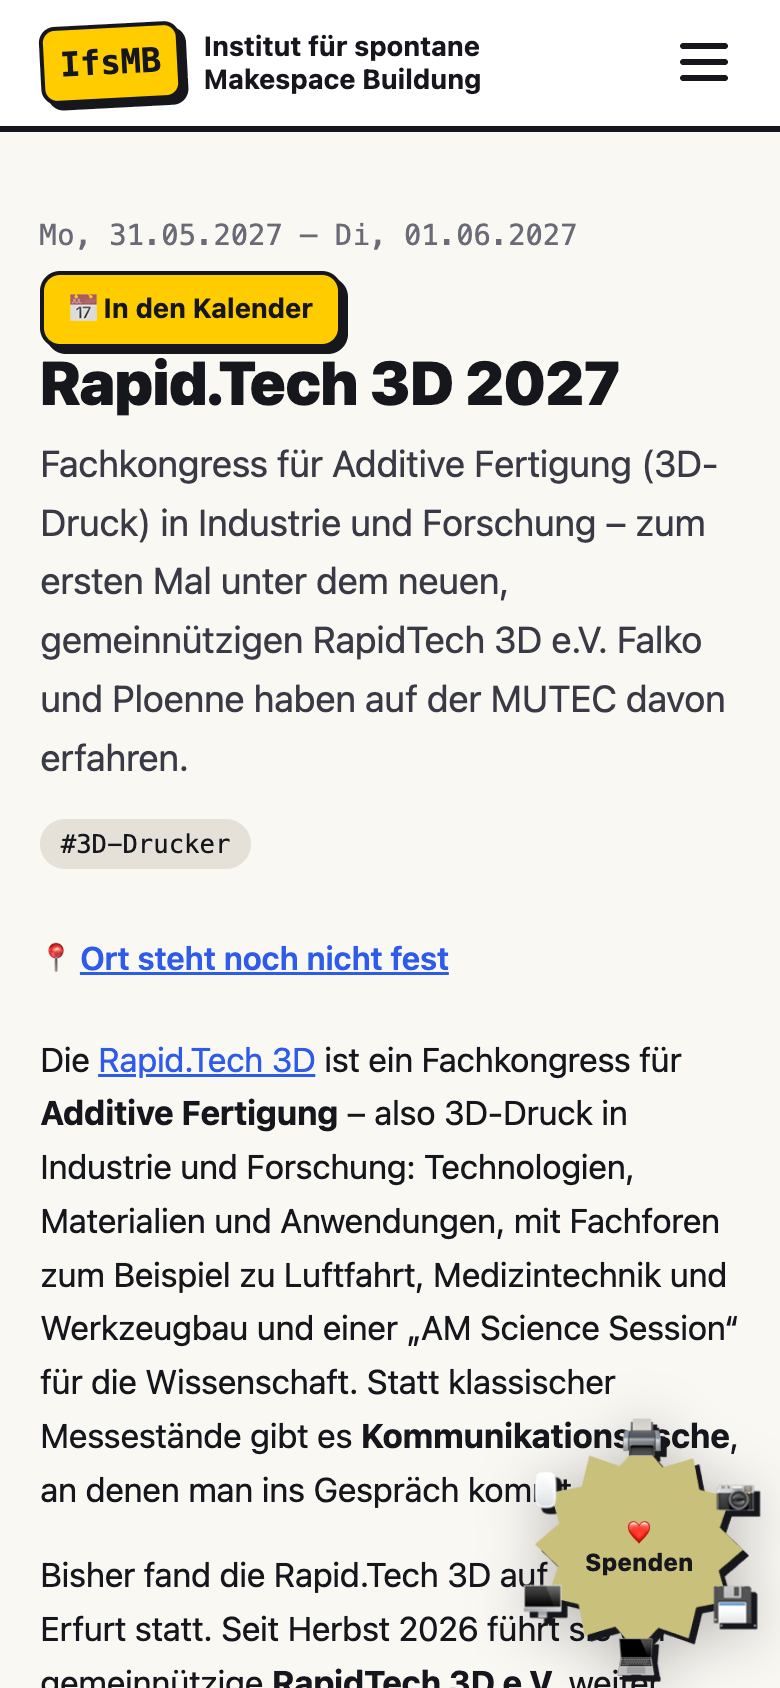 IfsMB
Institut für spontane
Makespace Buildung
Mo, 31.05.2027 – Di, 01.06.2027
In den Kalender
Rapid.Tech 3D 2027
Fachkongress für Additive Fertigung (3D-
Druck) in Industrie und Forschung – zum
ersten Mal unter dem neuen,
gemeinnützigen RapidTech 3D e.V. Falko
und Ploenne haben auf der MUTEC davon
erfahren.
#3D-Drucker
Ort steht noch nicht fest
Die Rapid.Tech 3D ist ein Fachkongress für
Additive Fertigung – also 3D-Druck in
Industrie und Forschung: Technologien,
Materialien und Anwendungen, mit Fachforen
zum Beispiel zu Luftfahrt, Medizintechnik und
Werkzeugbau und einer „AM Science Session“
für die Wissenschaft. Statt klassischer
Messestände gibt es
an denen man ins Gespräch
Spenden
Bisher fand die Rapid.Tech 3D auf
Erfurt statt. Seit Herbst 2026 führt
gemeinnützige RapidTech 3D e.V. weiter